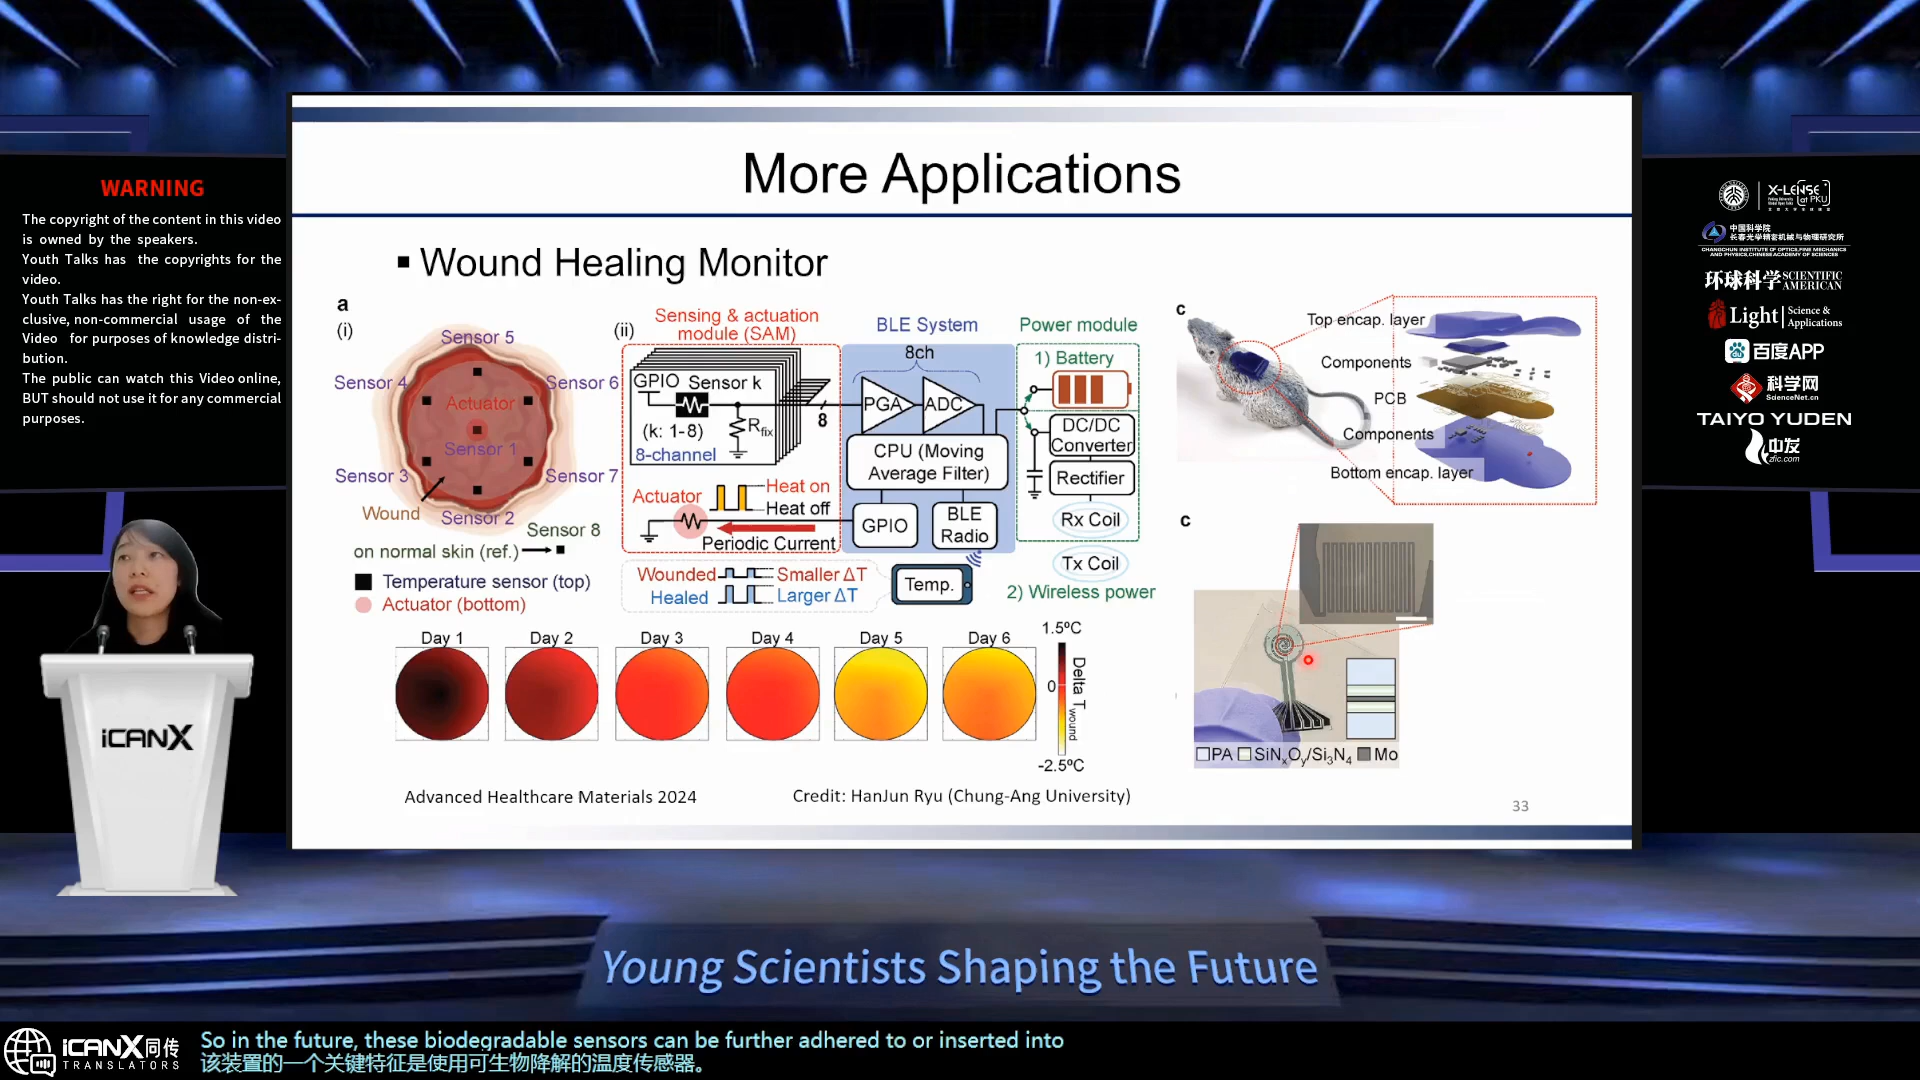 WARNING
The copyright of the content in this video
is owned by the speakers.
Youth Talks has the copyrights for the
video.
Youth Talks has the right for the non-ex-
clusive, non-commercial usage of the
Video for purposes of knowledge distri-
bution.
The public can watch this Video online,
BUT should not use it for any commercial
purposes.
iCANX
More Applications
▪ Wound Healing Monitor
a
(i)
Sensor 5
Sensor 4
Sensor 6
Actuator
Sensor 1
Sensor 3
Sensor 7
Wound
Sensor 2
Sensor 8
on normal skin (ref.)
Temperature sensor (top)
Actuator (bottom)
(ii)
Sensing & actuation
module (SAM)
GPIO Sensor k
(k: 1-8)
Rfix
8-channel
8
Actuator
Heat on
Heat off
Periodic Current
BLE System
8ch
PGA
ADC
CPU (Moving
Average Filter)
GPIO
BLE
Radio
Power module
1) Battery
DC/DC
Converter
Rectifier
Rx Coil
Tx Coil
2) Wireless power
Wounded
Smaller ΔT
Healed
Larger ΔT
Temp.
Day 1
Day 2
Day 3
Day 4
Day 5
Day 6
1.5ºC
0
-2.5ºC
Delta Twound
Advanced Healthcare Materials 2024
Credit: HanJun Ryu (Chung-Ang University)
c
Top encap. layer
Components
PCB
Components
Bottom encap. layer
c
PA SiNxOy/Si3N4 Mo
33
X-LENSE
at PKU
中国科学院
长春光学精密机械与物理研究所
CHANGCHUN INSTITUTE OF OPTICS, FINE MECHANICS
AND PHYSICS, CHINESE ACADEMY OF SCIENCES
环球科学 SCIENTIFIC
AMERICAN
Light Science &
Applications
百度APP
科学网
ScienceNet.cn
TAIYO YUDEN
中发
zfic.com
Young Scientists Shaping the Future
iCANX同传
TRANSLATORS
So in the future, these biodegradable sensors can be further adhered to or inserted into
该装置的一个关键特征是使用可生物降解的温度传感器。